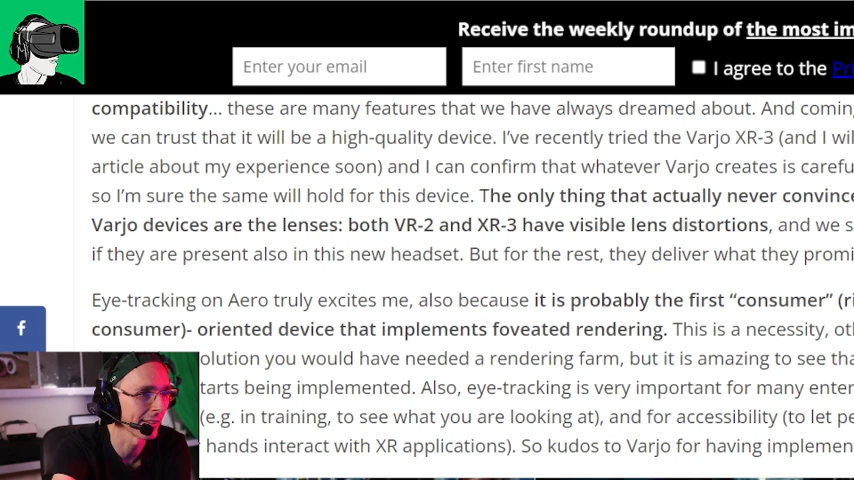 Receive the weekly roundup of the most im
Enter your email
Enter first name
I agree to the Pri
compatibility... these are many features that we have always dreamed about. And coming
we can trust that it will be a high-quality device. I've recently tried the Varjo XR-3 (and I wil
article about my experience soon) and I can confirm that whatever Varjo creates is carefu
so I'm sure the same will hold for this device. The only thing that actually never convince
Varjo devices are the lenses: both VR-2 and XR-3 have visible lens distortions, and we s
if they are present also in this new headset. But for the rest, they deliver what they promi
Eye-tracking on Aero truly excites me, also because it is probably the first “consumer” (ri
consumer)- oriented device that implements foveated rendering. This is a necessity, ot
olution you would have needed a rendering farm, but it is amazing to see tha
tarts being implemented. Also, eye-tracking is very important for many enter
(e.g. in training, to see what you are looking at), and for accessibility (to let pe
hands interact with XR applications). So kudos to Varjo for having implemen
f